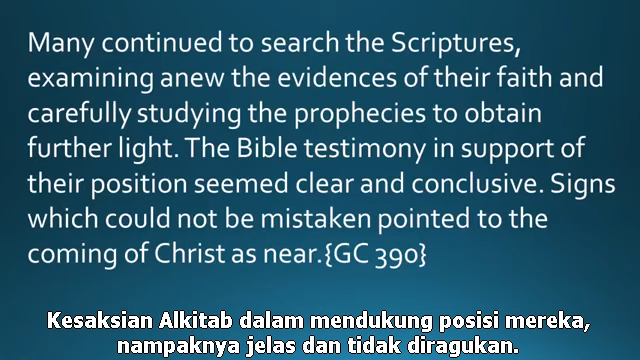 Many continued to search the Scriptures,
examining anew the evidences of their faith and
carefully studying the prophecies to obtain
further light. The Bible testimony in support of
their position seemed clear and conclusive. Signs
which could not be mistaken pointed to the
coming of Christ as near.{GC 390}
Kesaksian Alkitab dalam mendukung posisi mereka,
nampaknya jelas dan tidak diragukan.